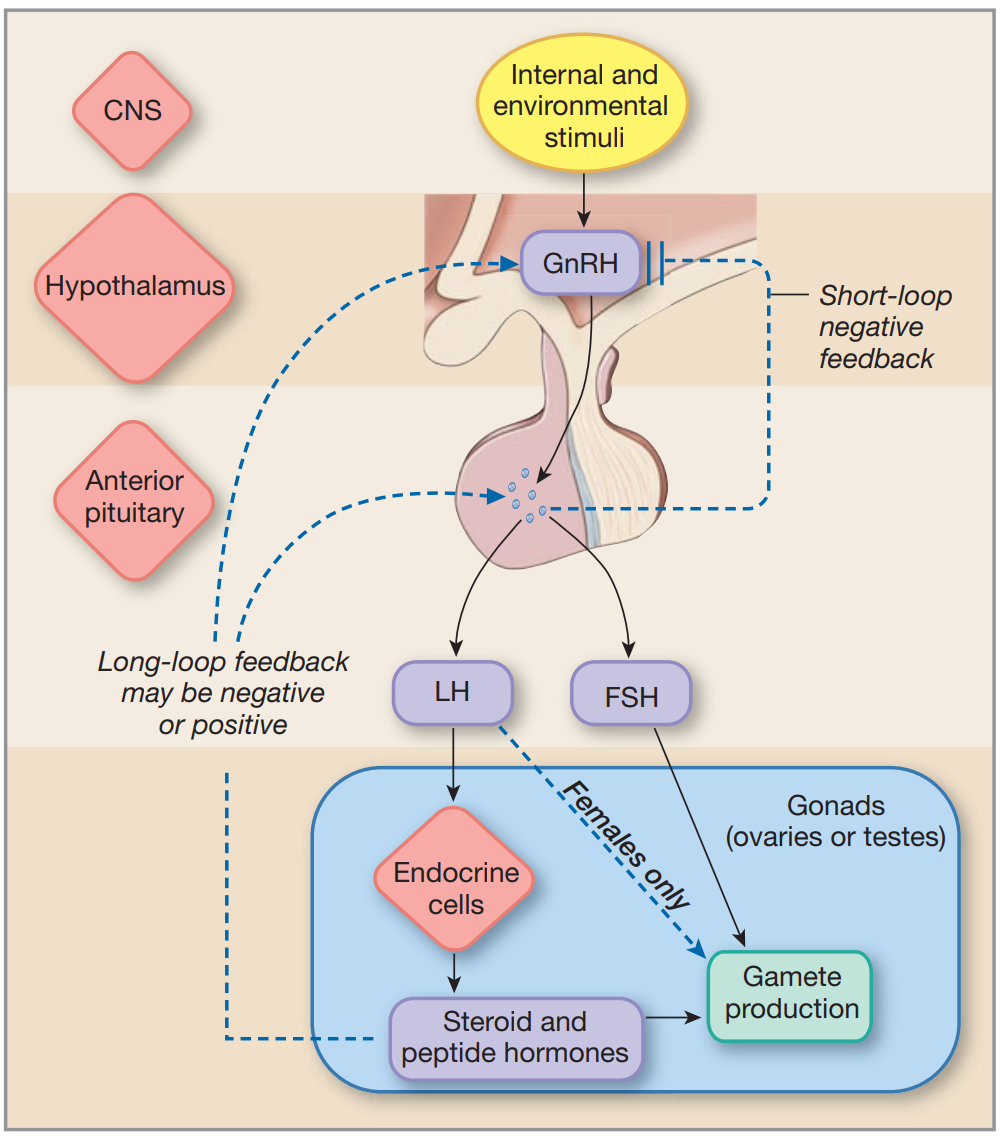 CNS
Internal and
environmental
stimuli
Hypothalamus
GnRH
Short-loop
negative
feedback
Anterior
pituitary
Long-loop feedback
may be negative
or positive
LH
FSH
Females only
Gonads
(ovaries or testes)
Endocrine
cells
Gamete
production
Steroid and
peptide hormones